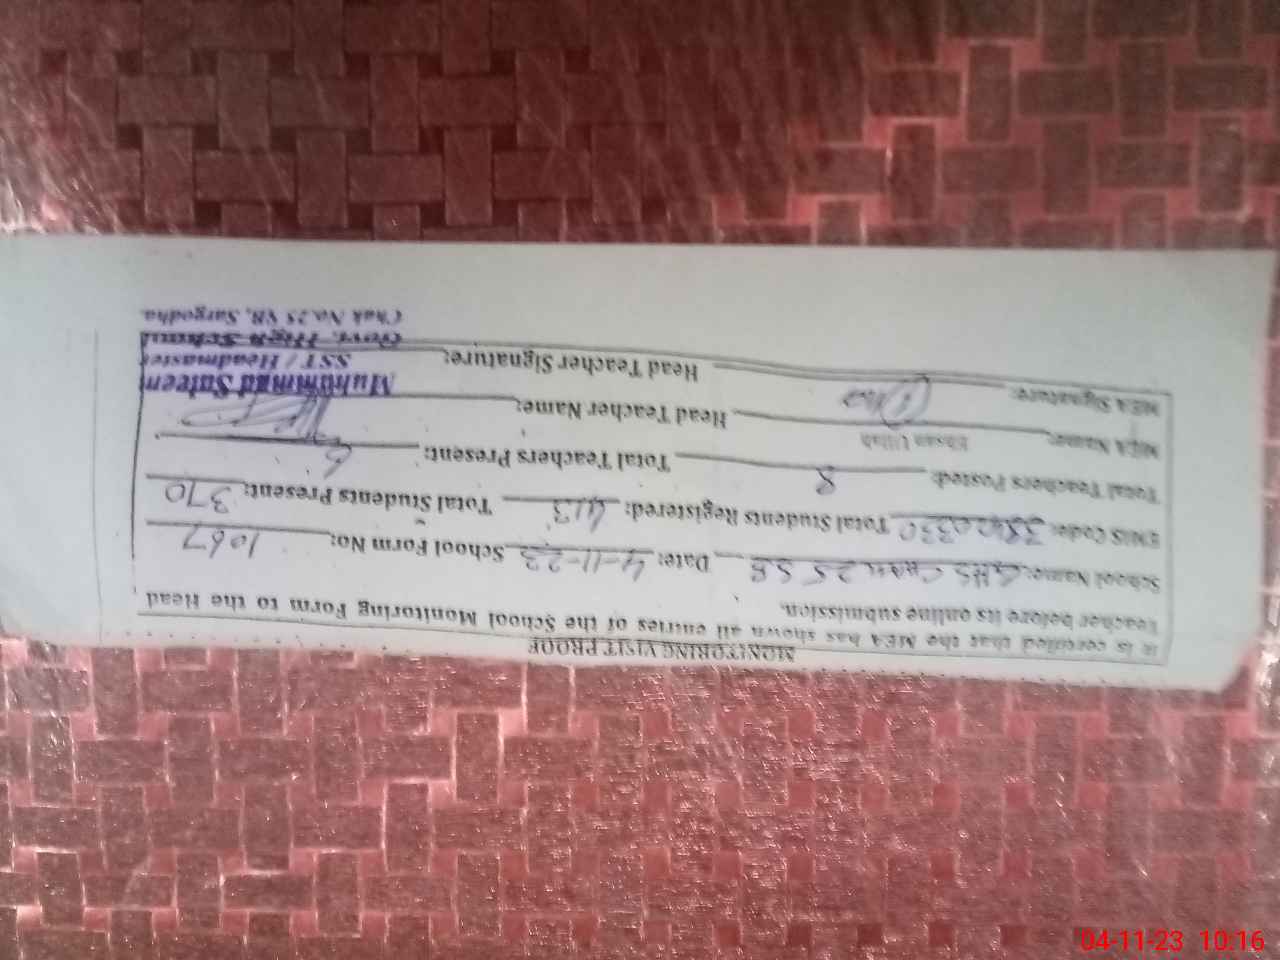 MONITORING VISIT PROOF
It is certified that the MEA has shown all entries of the School Monitoring Form to the Head
Teacher before its online submission.
School Name: GHS CHAK 25 SB Date: 4-11-23 School Form No: 1067
EMIS Code: 38420330 Total Students Registered: 413 Total Students Present: 370
Total Teachers Posted: 8 Total Teachers Present: 6
MEA Name: Ehsan Ullah Head Teacher Name:
MEA Signature: Head Teacher Signature:
Muhammad Saleem
SST / Headmaster
Govt. High School
Chak No.25 SB, Sargodha.
04-11-23 10:16